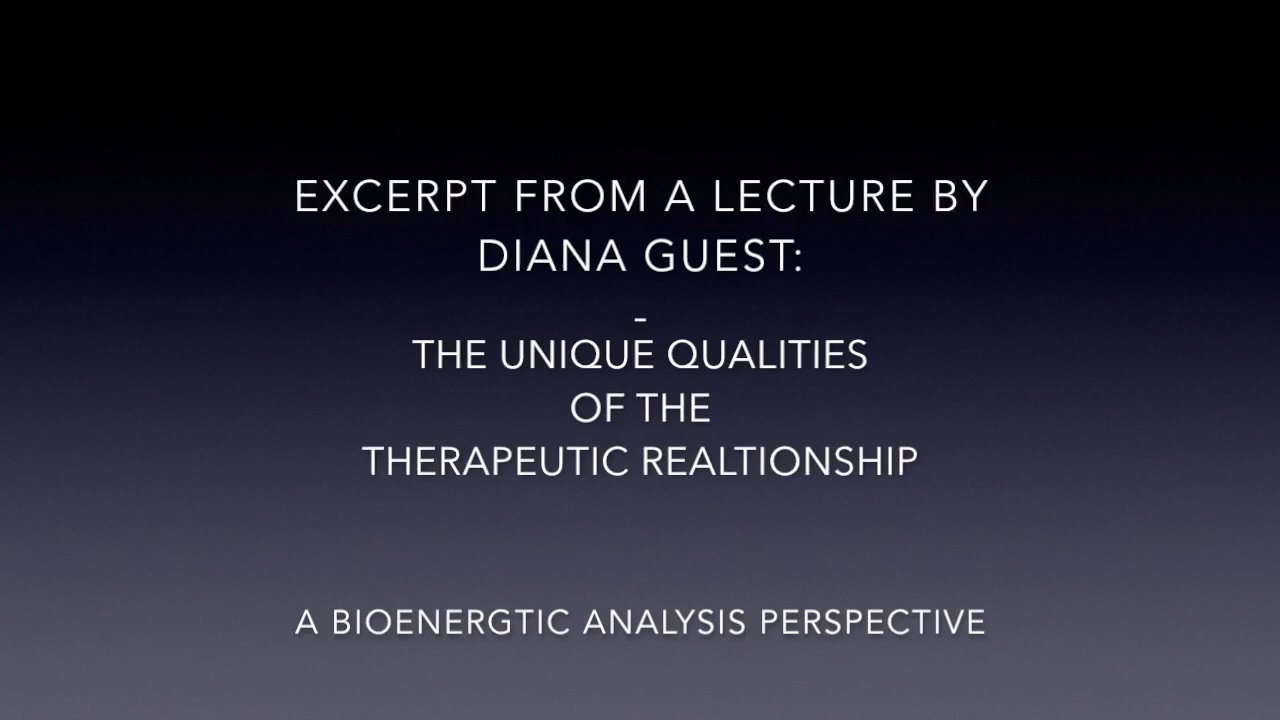 EXCERPT FROM A LECTURE BY
DIANA GUEST:
-
THE UNIQUE QUALITIES
OF THE
THERAPEUTIC REALTIONSHIP
A BIOENERGTIC ANALYSIS PERSPECTIVE